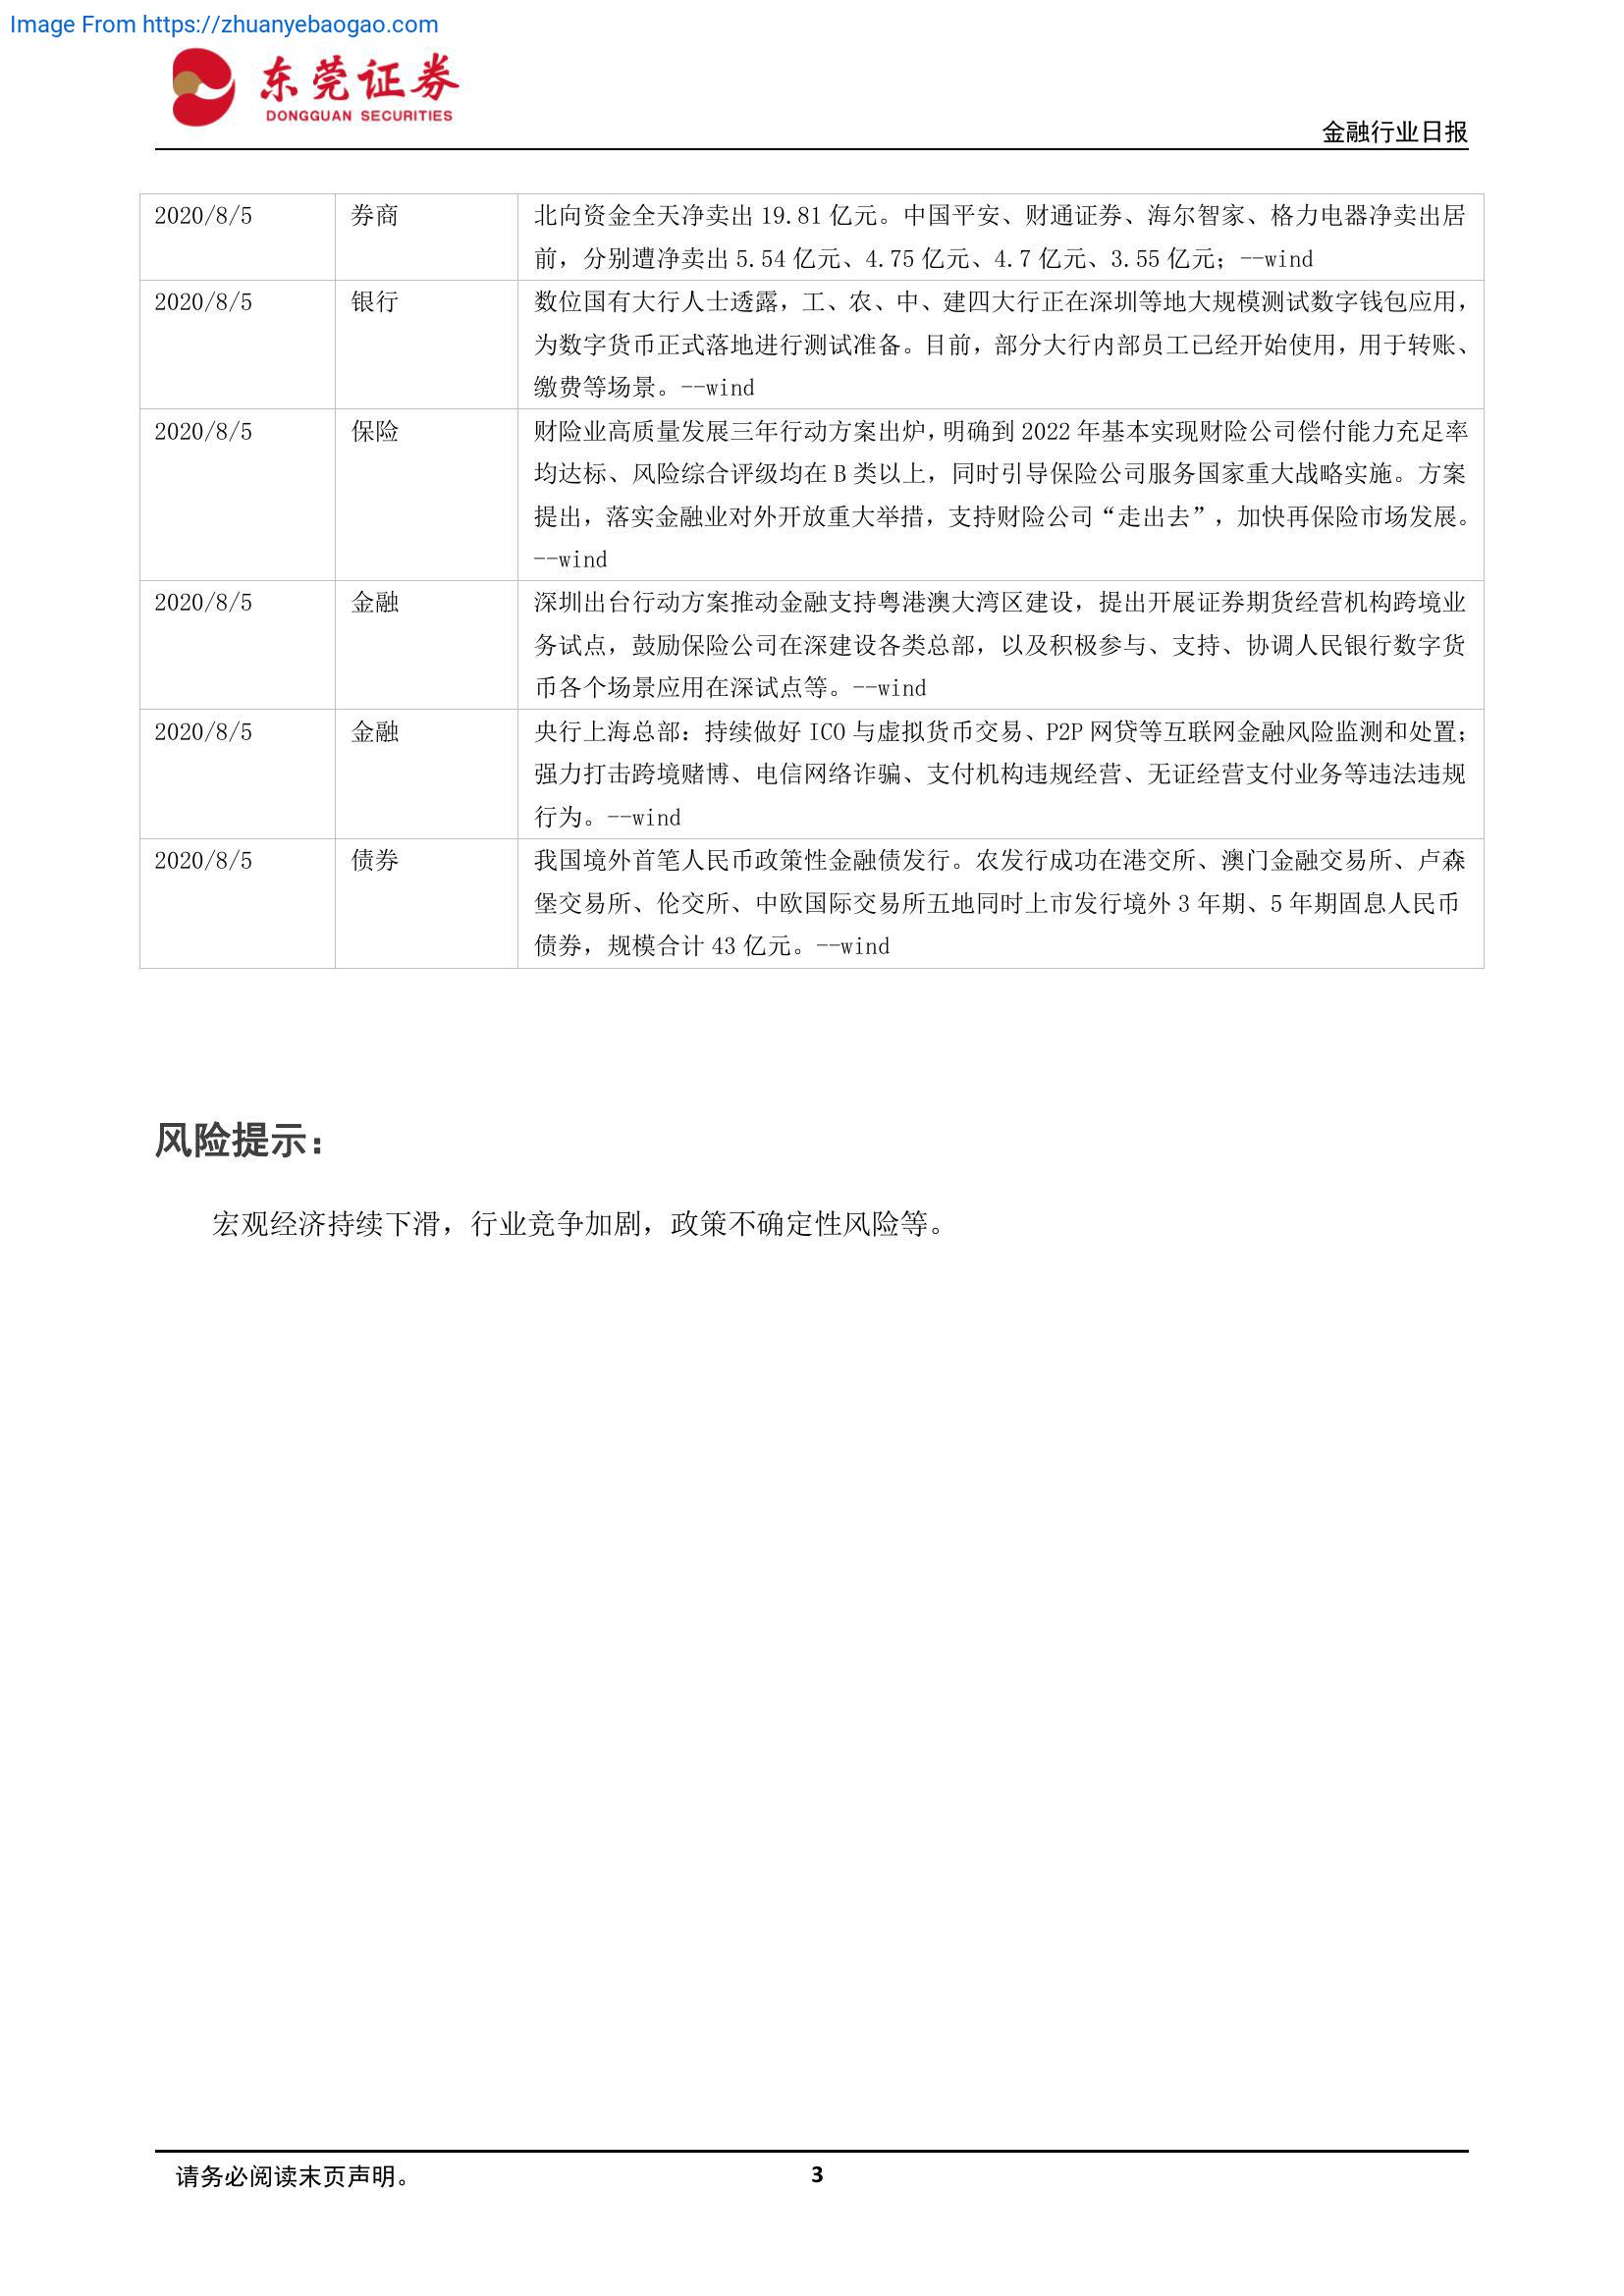 Image From https://zhuanyebaogao.com
东莞证券
DONGGUAN SECURITIES
金融行业日报
2020/8/5 券商 北向资金全天净卖出 19.81 亿元。中国平安、财通证券、海尔智家、格力电器净卖出居
前，分别遭净卖出 5.54 亿元、4.75 亿元、4.7 亿元、3.55 亿元；--wind
2020/8/5 银行 数位国有大行人士透露，工、农、中、建四大行正在深圳等地大规模测试数字钱包应用，
为数字货币正式落地进行测试准备。目前，部分大行内部员工已经开始使用，用于转账、
缴费等场景。--wind
2020/8/5 保险 财险业高质量发展三年行动方案出炉，明确到 2022 年基本实现财险公司偿付能力充足率
均达标、风险综合评级均在 B 类以上，同时引导保险公司服务国家重大战略实施。方案
提出，落实金融业对外开放重大举措，支持财险公司“走出去”，加快再保险市场发展。
--wind
2020/8/5 金融 深圳出台行动方案推动金融支持粤港澳大湾区建设，提出开展证券期货经营机构跨境业
务试点，鼓励保险公司在深建设各类总部，以及积极参与、支持、协调人民银行数字货
币各个场景应用在深试点等。--wind
2020/8/5 金融 央行上海总部：持续做好 ICO 与虚拟货币交易、P2P 网贷等互联网金融风险监测和处置；
强力打击跨境赌博、电信网络诈骗、支付机构违规经营、无证经营支付业务等违法违规
行为。--wind
2020/8/5 债券 我国境外首笔人民币政策性金融债发行。农发行成功在港交所、澳门金融交易所、卢森
堡交易所、伦交所、中欧国际交易所五地同时上市发行境外 3 年期、5 年期固息人民币
债券，规模合计 43 亿元。--wind
风险提示：
宏观经济持续下滑，行业竞争加剧，政策不确定性风险等。
请务必阅读末页声明。
3